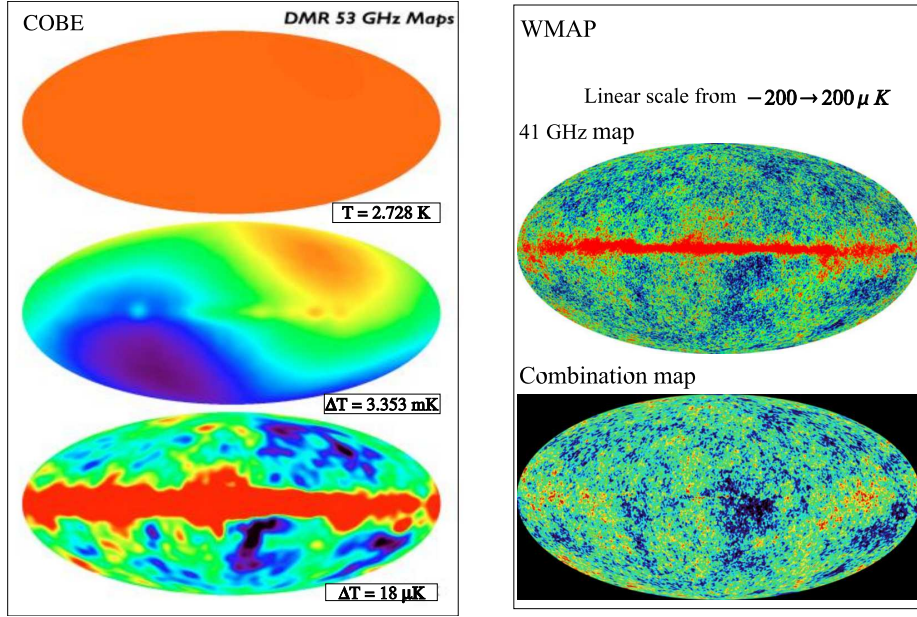 COBE
DMR 53 GHz Maps
T = 2.728 K
ΔT = 3.353 mK
ΔT = 18 μK
WMAP
Linear scale from −200→200 μ K
41 GHz map
Combination map